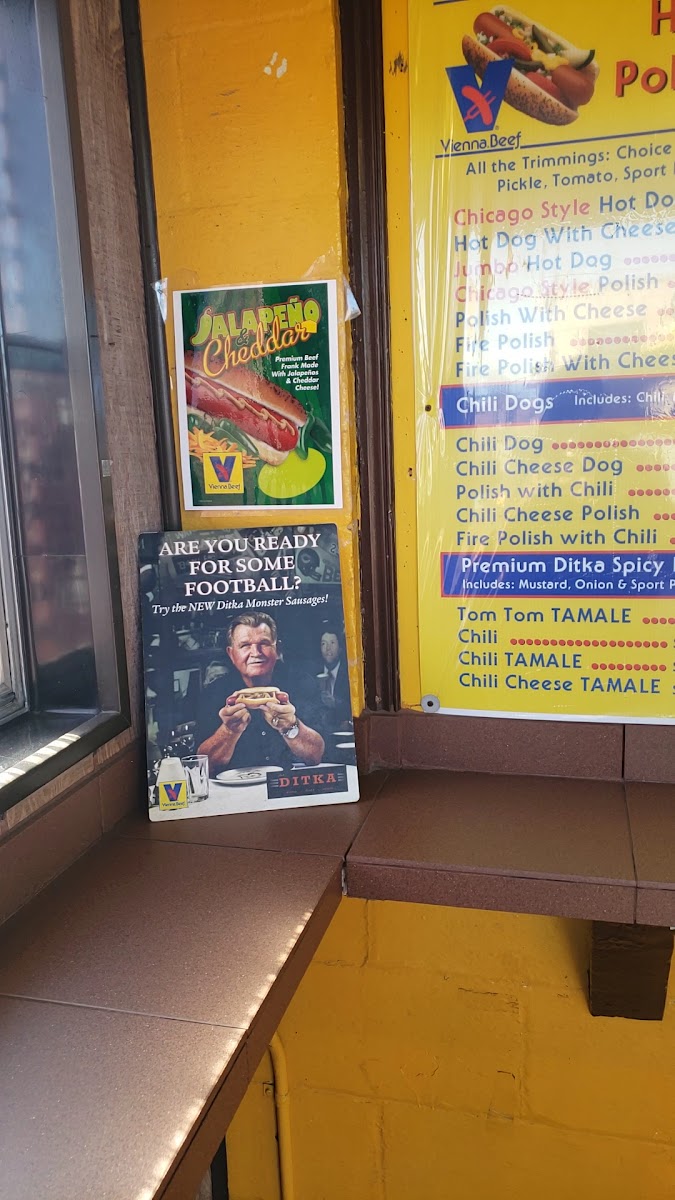 JALAPEÑO
&
Cheddar
Premium Beef
Frank Made
With Jalapeños
& Cheddar
Cheese!
V
Vienna Beef
ARE YOU READY
FOR SOME
FOOTBALL?
Try the NEW Ditka Monster Sausages!
DITKA
V
Vienna Beef
H
Pol
V
Vienna Beef
All the Trimmings: Choice
Pickle, Tomato, Sport
Chicago Style Hot Do
Hot Dog With Cheese
Jumbo Hot Dog
Chicago Style Polish
Polish With Cheese
Fire Polish
Fire Polish With Chees
Chili Dogs Includes: Chili,
Chili Dog
Chili Cheese Dog
Polish with Chili
Chili Cheese Polish
Fire Polish with Chili
Premium Ditka Spicy
Includes: Mustard, Onion & Sport P
Tom Tom TAMALE
Chili
Chili TAMALE
Chili Cheese TAMALE